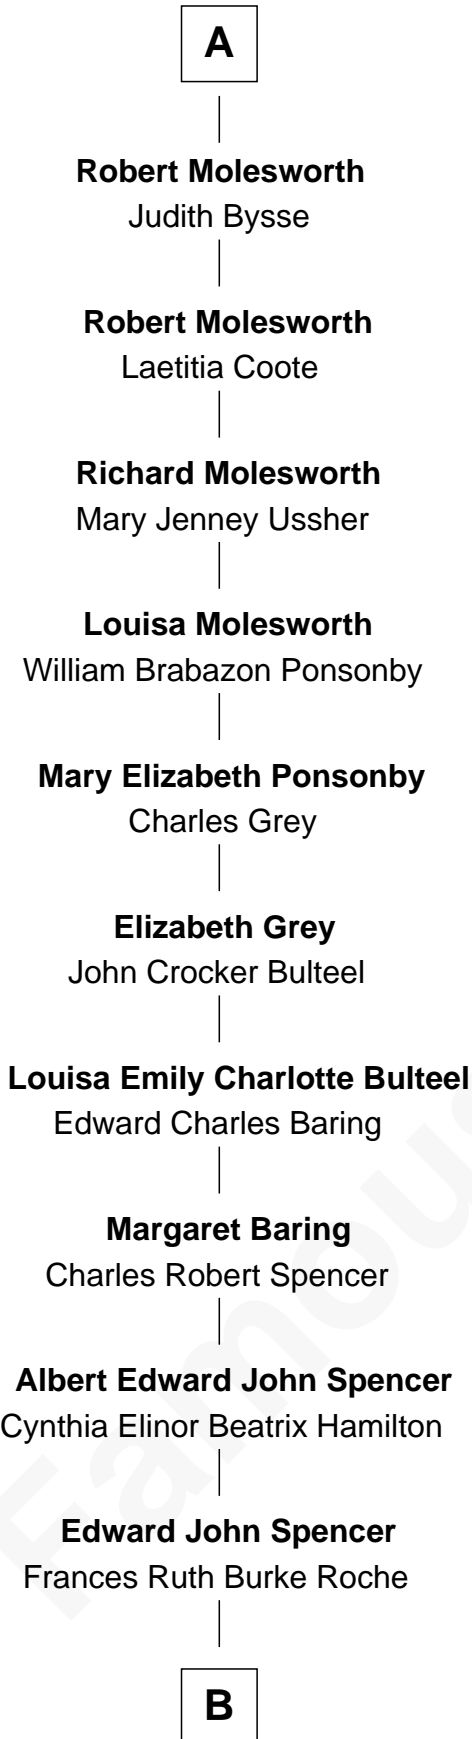 A
Robert Molesworth
Judith Bysse
Robert Molesworth
Laetitia Coote
Richard Molesworth
Mary Jenney Ussher
Louisa Molesworth
William Brabazon Ponsonby
Mary Elizabeth Ponsonby
Charles Grey
Elizabeth Grey
John Crocker Bulteel
Louisa Emily Charlotte Bulteel
Edward Charles Baring
Margaret Baring
Charles Robert Spencer
Albert Edward John Spencer
Cynthia Elinor Beatrix Hamilton
Edward John Spencer
Frances Ruth Burke Roche
B
Famous